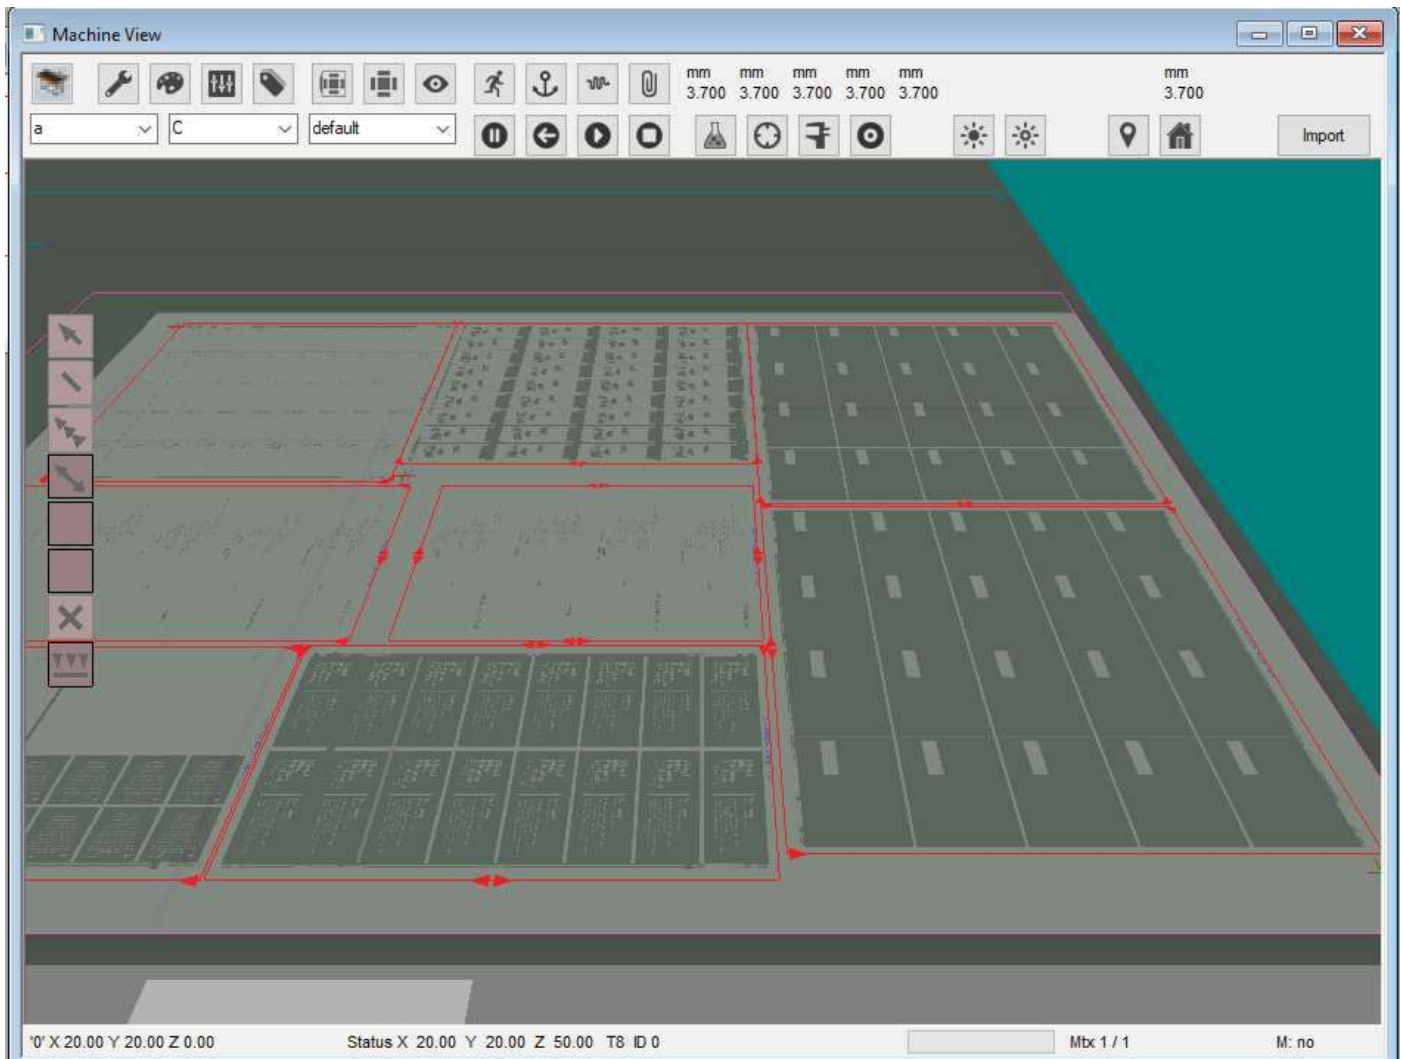 Machine View
mm mm mm mm mm mm
3.700 3.700 3.700 3.700 3.700 3.700
a C default Import
'0' X 20.00 Y 20.00 Z 0.00 Status X 20.00 Y 20.00 Z 50.00 T8 ID 0 Mtx 1 / 1 M: no